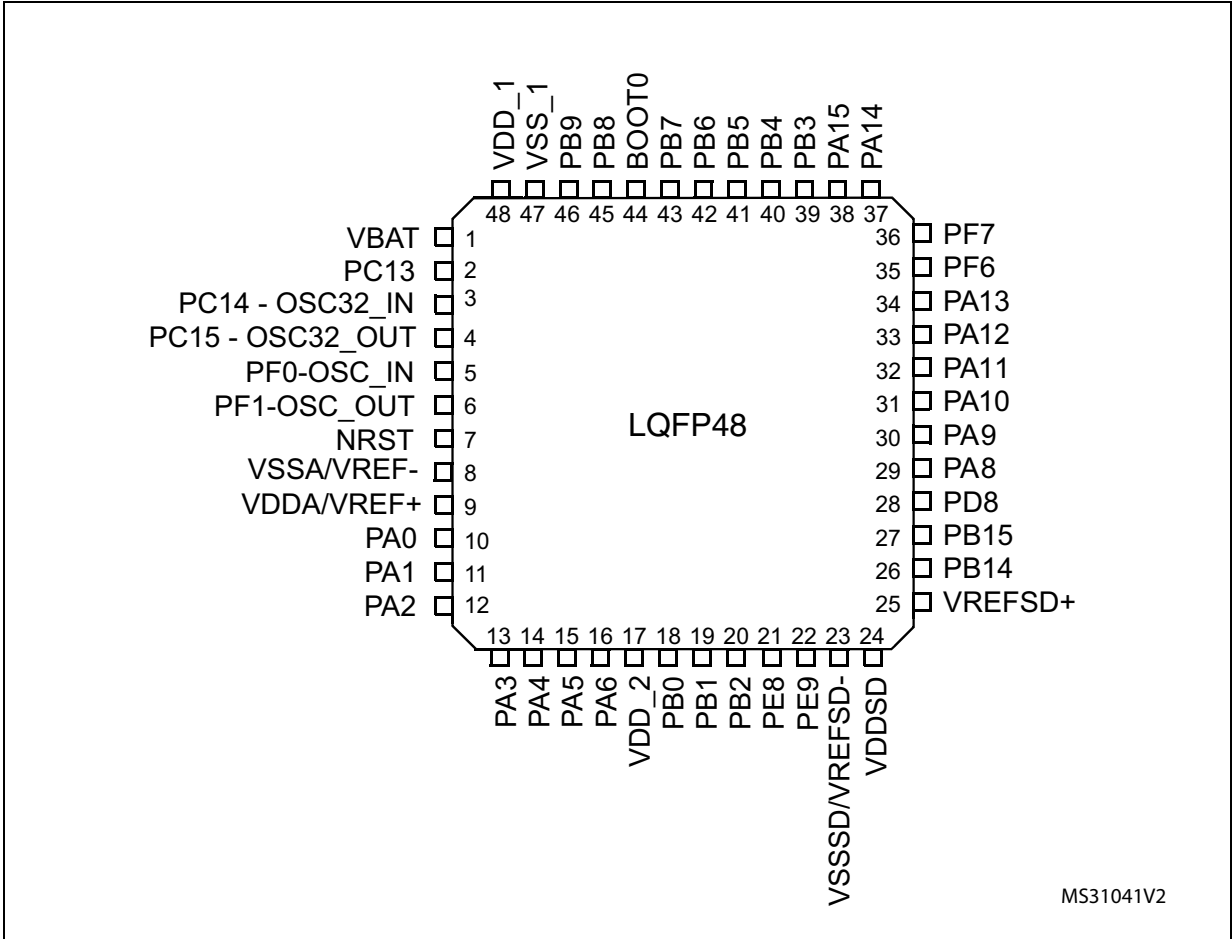 VDD_1
VSS_1
PB9
PB8
BOOT0
PB7
PB6
PB5
PB4
PB3
PA15
PA14
48 47 46 45 44 43 42 41 40 39 38 37
VBAT 1
PC13 2
PC14 - OSC32_IN 3
PC15 - OSC32_OUT 4
PF0-OSC_IN 5
PF1-OSC_OUT 6
NRST 7
VSSA/VREF- 8
VDDA/VREF+ 9
PA0 10
PA1 11
PA2 12
LQFP48
36 PF7
35 PF6
34 PA13
33 PA12
32 PA11
31 PA10
30 PA9
29 PA8
28 PD8
27 PB15
26 PB14
25 VREFSD+
13 14 15 16 17 18 19 20 21 22 23 24
PA3
PA4
PA5
PA6
VDD_2
PB0
PB1
PB2
PE8
PE9
VSSSD/VREFSD-
VDDSD
MS31041V2